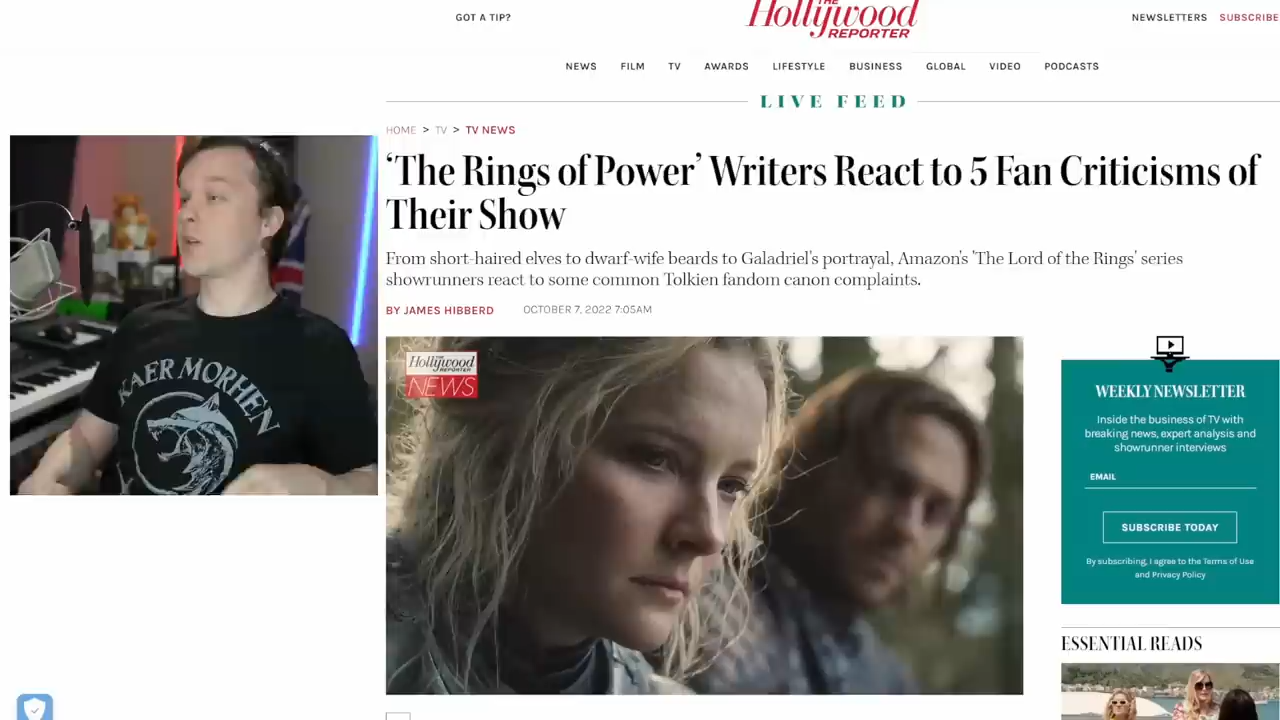 GOT A TIP?
THE
Hollywood
REPORTER
NEWSLETTERS
SUBSCRIBE
NEWS
FILM
TV
AWARDS
LIFESTYLE
BUSINESS
GLOBAL
VIDEO
PODCASTS
LIVE FEED
HOME > TV > TV NEWS
‘The Rings of Power’ Writers React to 5 Fan Criticisms of
Their Show
From short-haired elves to dwarf-wife beards to Galadriel's portrayal, Amazon's 'The Lord of the Rings' series
showrunners react to some common Tolkien fandom canon complaints.
BY JAMES HIBBERD
OCTOBER 7, 2022 7:05AM
KAER MORHEN
Hollywood
REPORTER
NEWS
WEEKLY NEWSLETTER
Inside the business of TV with
breaking news, expert analysis and
showrunner interviews
EMAIL
SUBSCRIBE TODAY
By subscribing, I agree to the Terms of Use
and Privacy Policy
ESSENTIAL READS